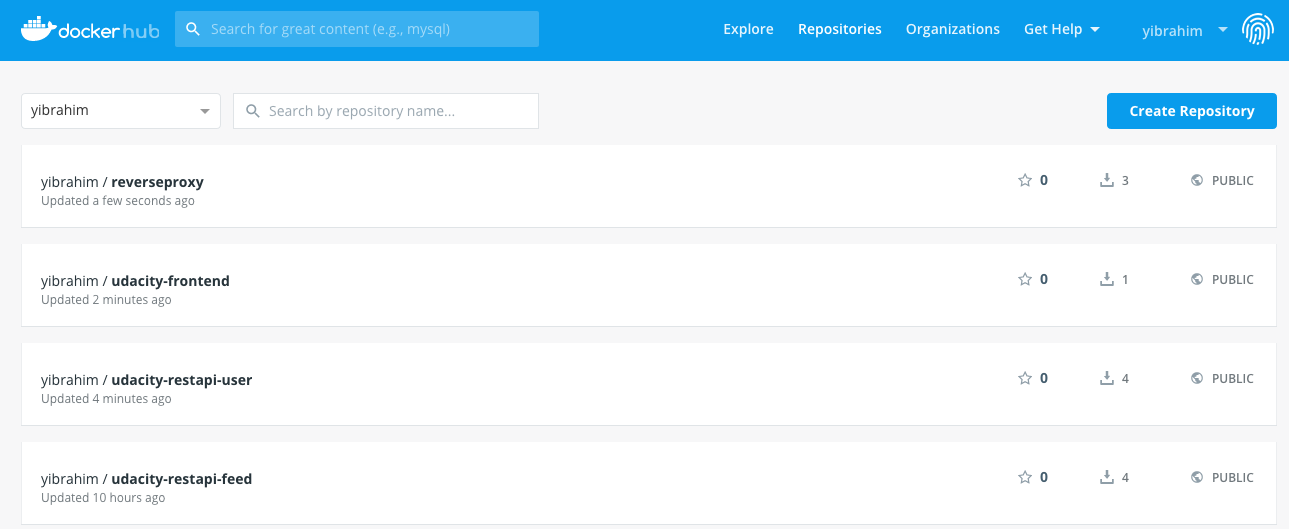 docker hub
Search for great content (e.g., mysql)
Explore
Repositories
Organizations
Get Help
yibrahim
yibrahim
Search by repository name...
Create Repository
yibrahim / reverseproxy
0
3
PUBLIC
Updated a few seconds ago
yibrahim / udacity-frontend
0
1
PUBLIC
Updated 2 minutes ago
yibrahim / udacity-restapi-user
0
4
PUBLIC
Updated 4 minutes ago
yibrahim / udacity-restapi-feed
0
4
PUBLIC
Updated 10 hours ago